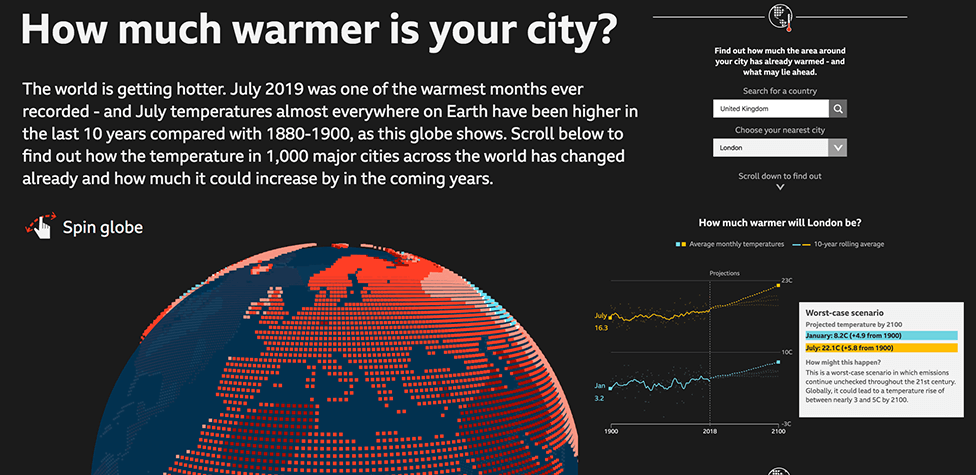 How much warmer is your city?
The world is getting hotter. July 2019 was one of the warmest months ever
recorded - and July temperatures almost everywhere on Earth have been higher in
the last 10 years compared with 1880-1900, as this globe shows. Scroll below to
find out how the temperature in 1,000 major cities across the world has changed
already and how much it could increase by in the coming years.
Spin globe
Find out how much the area around
your city has already warmed - and
what may lie ahead.
Search for a country
United Kingdom
Choose your nearest city
London
Scroll down to find out
How much warmer will London be?
Average monthly temperatures
10-year rolling average
Projections
23C
July
16.3
10C
Jan
3.2
-3C
1900
2018
2100
Worst-case scenario
Projected temperature by 2100
January: 8.2C (+4.9 from 1900)
July: 22.1C (+5.8 from 1900)
How might this happen?
This is a worst-case scenario in which emissions
continue unchecked throughout the 21st century.
Globally, it could lead to a temperature rise of
between nearly 3 and 5C by 2100.